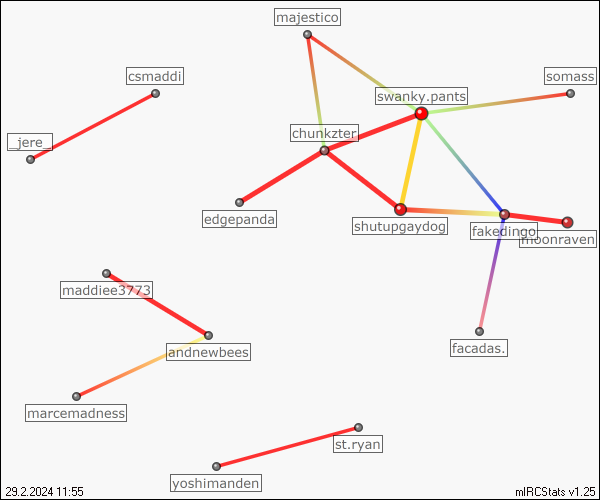 majestico
csmaddi
somass
swanky.pants
chunkzter
_jere_
edgepanda
shutupgaydog
fakedingo
moonraven
maddiee3773
andnewbees
facadas.
marcemadness
st.ryan
yoshimanden
29.2.2024 11:55
mIRCStats v1.25